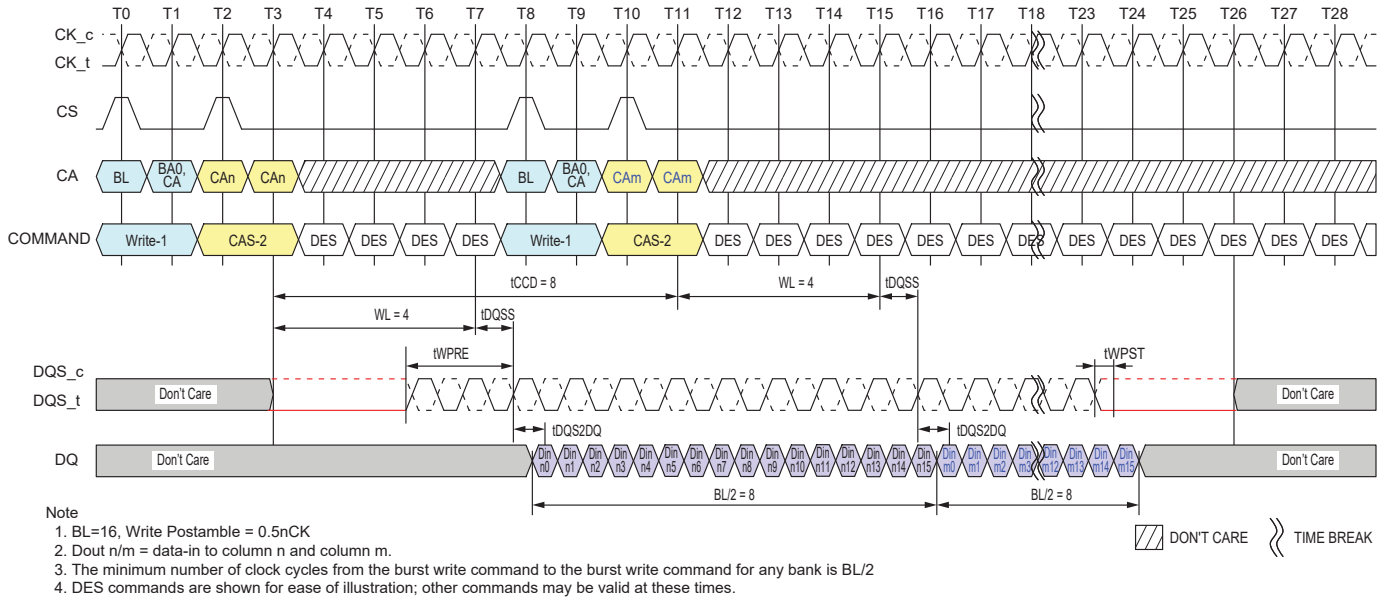 T0 T1 T2 T3 T4 T5 T6 T7 T8 T9 T10 T11 T12 T13 T14 T15 T16 T17 T18 T23 T24 T25 T26 T27 T28
CK_c
CK_t
CS
CA BL BA0, CA CAn CAn BL BA0, CA CAm CAm
COMMAND Write-1 CAS-2 DES DES DES DES Write-1 CAS-2 DES DES DES DES DES DES DES DES DES DES DES DES DES
tCCD = 8 WL = 4 tDQSS
WL = 4 tDQSS
tWPRE tWPST
DQS_c
DQS_t Don't Care Don't Care
tDQS2DQ tDQS2DQ
DQ Don't Care Din n0 Din n1 Din n2 Din n3 Din n4 Din n5 Din n6 Din n7 Din n8 Din n9 Din n10 Din n11 Din n12 Din n13 Din n14 Din n15 Din m0 Din m1 Din m2 Din m3 Din m12 Din m13 Din m14 Din m15 Don't Care
BL/2 = 8 BL/2 = 8
Note
1. BL=16, Write Postamble = 0.5nCK
2. Dout n/m = data-in to column n and column m.
3. The minimum number of clock cycles from the burst write command to the burst write command for any bank is BL/2
4. DES commands are shown for ease of illustration; other commands may be valid at these times.
DON'T CARE TIME BREAK